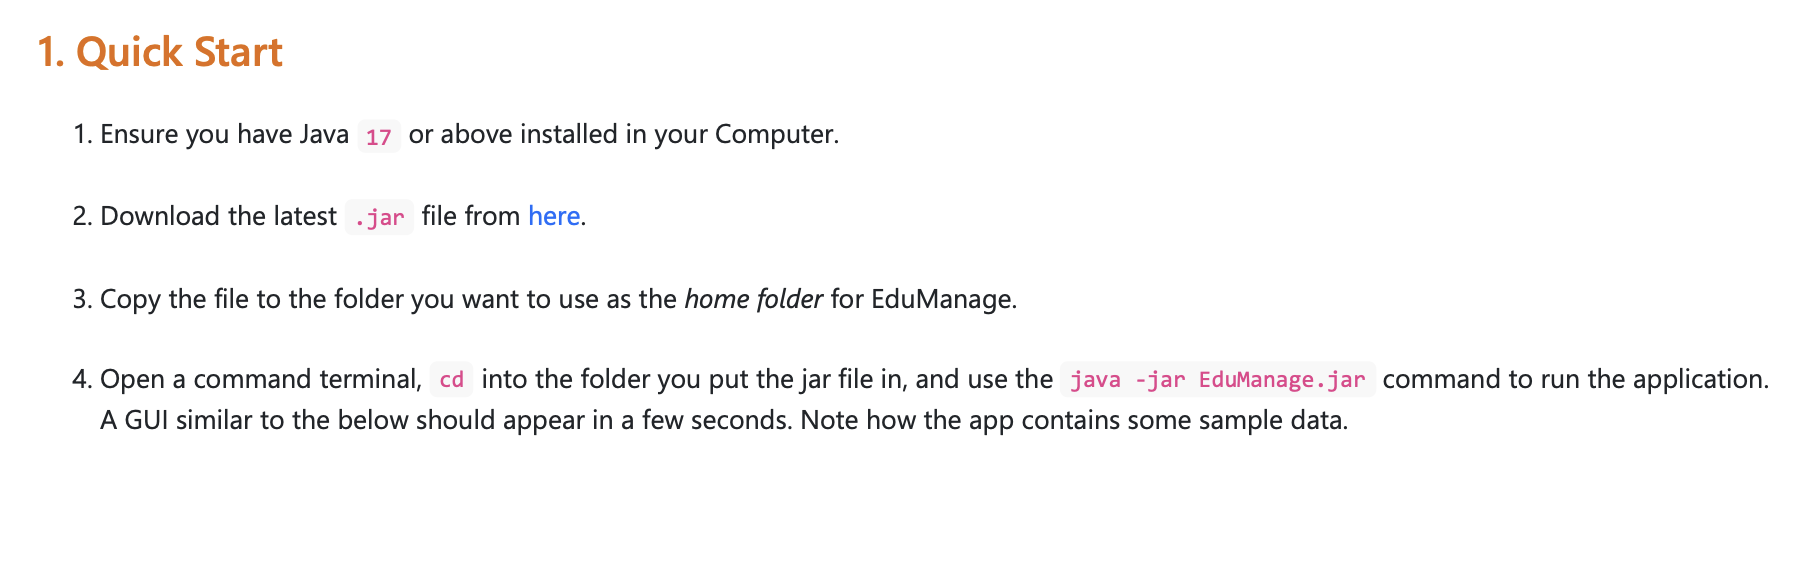 1. Quick Start
1. Ensure you have Java 17 or above installed in your Computer.
2. Download the latest .jar file from here.
3. Copy the file to the folder you want to use as the home folder for EduManage.
4. Open a command terminal, cd into the folder you put the jar file in, and use the java -jar EduManage.jar command to run the application.
A GUI similar to the below should appear in a few seconds. Note how the app contains some sample data.